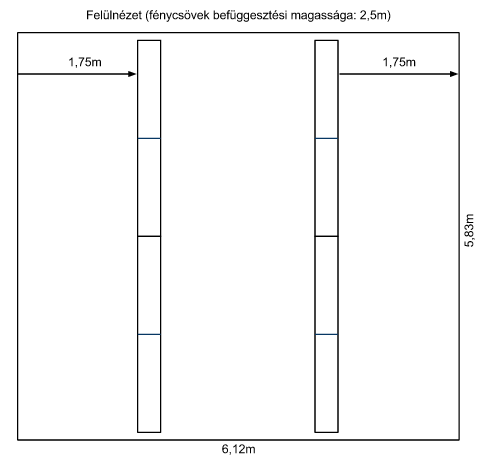 Felülnézet (fénycsövek befüggesztési magassága: 2,5m)
1,75m
1,75m
5,83m
6,12m